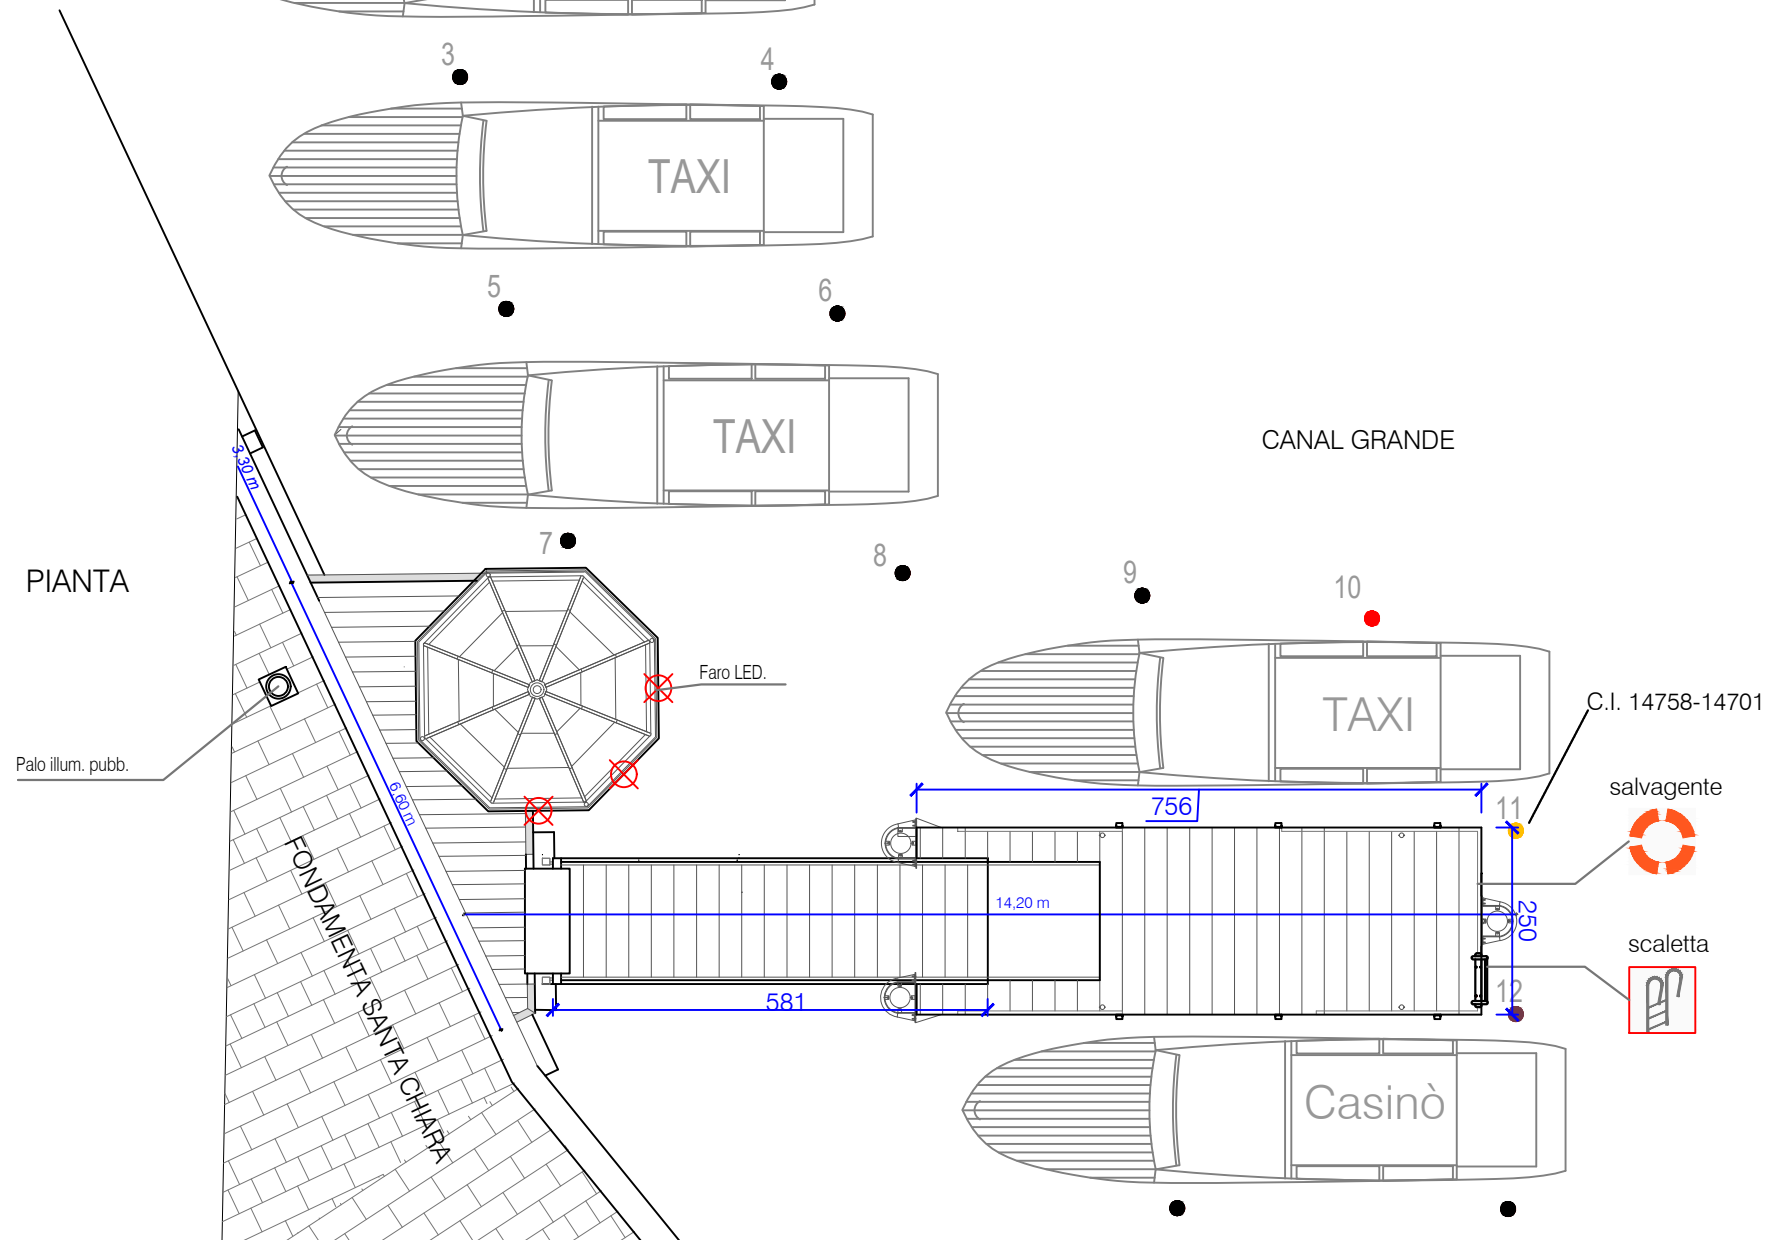 3
4
TAXI
5
6
TAXI
CANAL GRANDE
3,30 m
7
8
9
10
PIANTA
Faro LED.
TAXI
C.I. 14758-14701
Palo illum. pubb.
6,60 m
756
11
salvagente
FONDAMENTA SANTA CHIARA
14,20 m
250
scaletta
581
12
Casinò